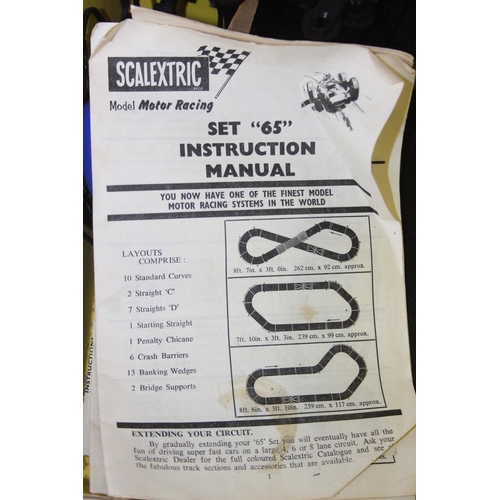 SCALEXTRIC
Model Motor Racing
SET "65"
INSTRUCTION
MANUAL
YOU NOW HAVE ONE OF THE FINEST MODEL
MOTOR RACING SYSTEMS IN THE WORLD
LAYOUTS
COMPRISE :
10 Standard Curves
2 Straight 'C'
7 Straights 'D'
1 Starting Straight
1 Penalty Chicane
6 Crash Barriers
13 Banking Wedges
2 Bridge Supports
8ft. 7in. x 3ft. 0in. 262 cm. x 92 cm. approx.
7ft. 10in. x 3ft. 3in. 239 cm. x 99 cm. approx.
8ft. 6in. x 3ft. 10in. 259 cm. x 117 cm. approx.
EXTENDING YOUR CIRCUIT.
By gradually extending your '65' Set you will eventually have all the
fun of driving super fast cars on a large 4, 6 or 8 lane circuit. Ask your
Scalextric Dealer for the full coloured Scalextric Catalogue and see
the fabulous track sections and accessories that are available.
1